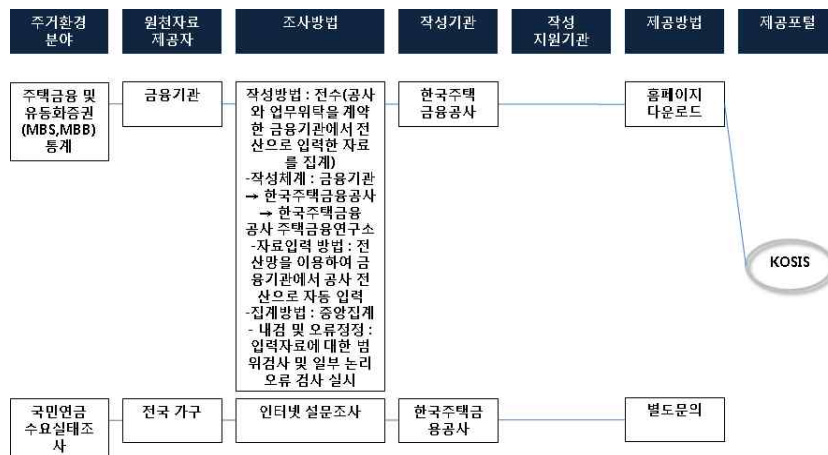 주거환경
분야
원천자료
제공자
조사방법
작성기관
작성
지원기관
제공방법
제공포털
주택금융 및
유동화증권
(MBS,MBB)
통계
금융기관
작성방법 : 전수(공사
와 업무위탁을 계약
한 금융기관에서 전
산으로 입력한 자료
를 집계)
-작성체계 : 금융기관
→ 한국주택금융공사
→ 한국주택금융
공사 주택금융연구소
-자료입력 방법 : 전
산망을 이용하여 금
융기관에서 공사 전
산으로 자동 입력
-집계방법 : 중앙집계
- 내검 및 오류정정 :
입력자료에 대한 범
위검사 및 일부 논리
오류 검사 실시
한국주택
금융공사
홈페이지
다운로드
KOSIS
국민연금
수요실태조
사
전국 가구
인터넷 설문조사
한국주택금
융공사
별도문의